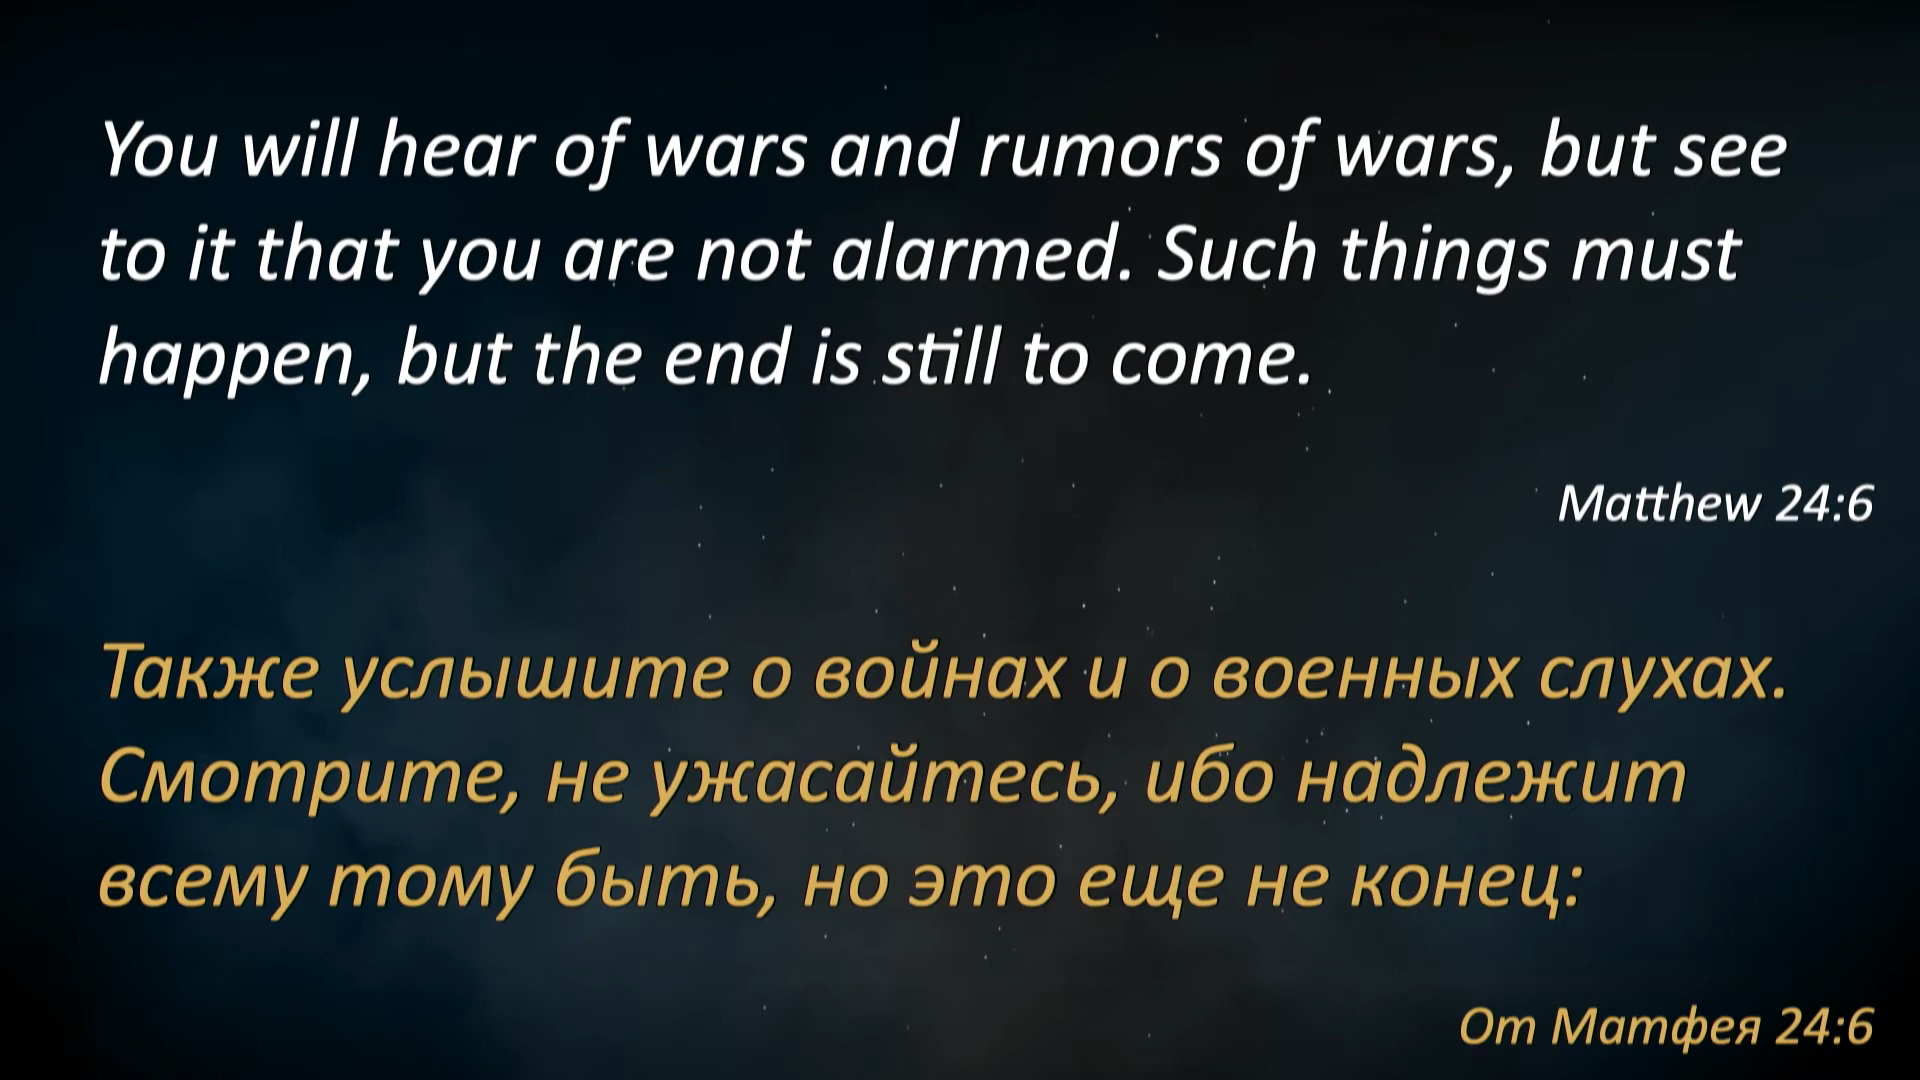 You will hear of wars and rumors of wars, but see
to it that you are not alarmed. Such things must
happen, but the end is still to come.
Matthew 24:6
Также услышите о войнах и о военных слухах.
Смотрите, не ужасайтесь, ибо надлежит
всему тому быть, но это еще не конец:
От Матфея 24:6